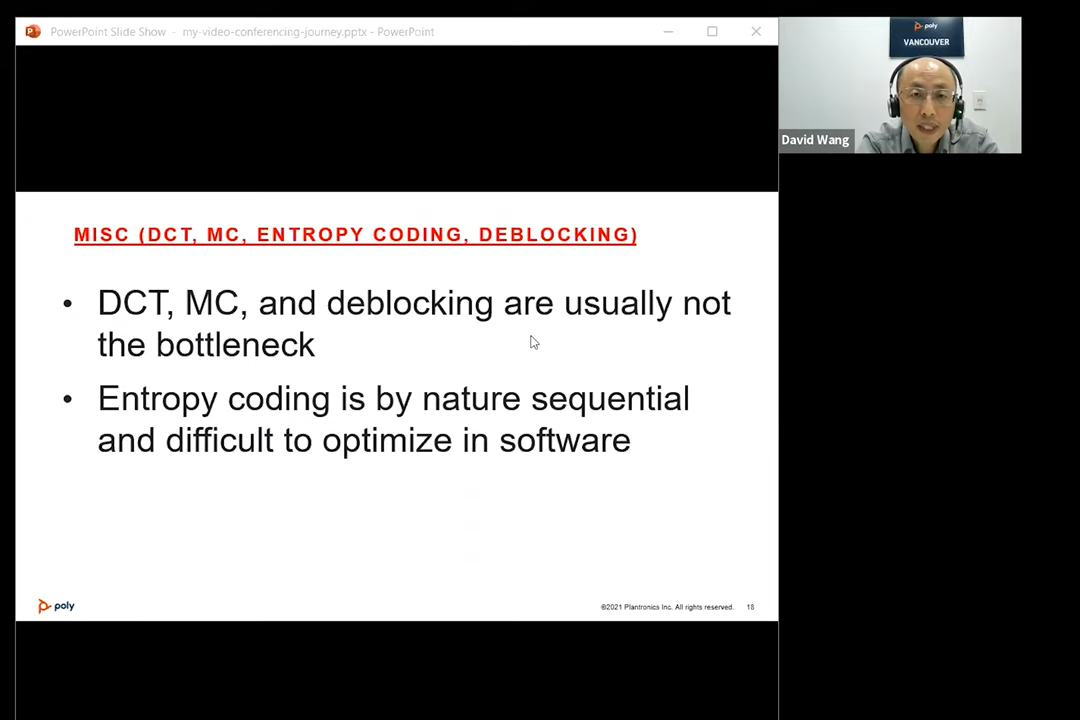 PowerPoint Slide Show - my-video-conferencing-journey.pptx - PowerPoint
poly
VANCOUVER
David Wang
MISC (DCT, MC, ENTROPY CODING, DEBLOCKING)
• DCT, MC, and deblocking are usually not
the bottleneck
• Entropy coding is by nature sequential
and difficult to optimize in software
poly
©2021 Plantronics Inc. All rights reserved. 18